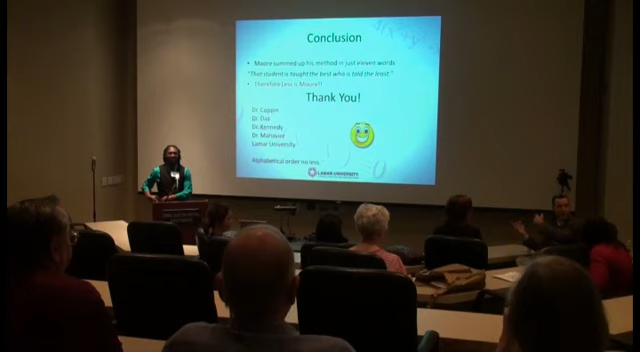 Conclusion
• Moore summed up his method in just eleven words
"That student is taught the best who is told the least."
• Therefore Less is Moore!!!
Thank You!
Dr. Coppin
Dr. Daz
Dr. Kennedy
Dr. Mahavier
Lamar University
Alphabetical order no less
LAMAR UNIVERSITY